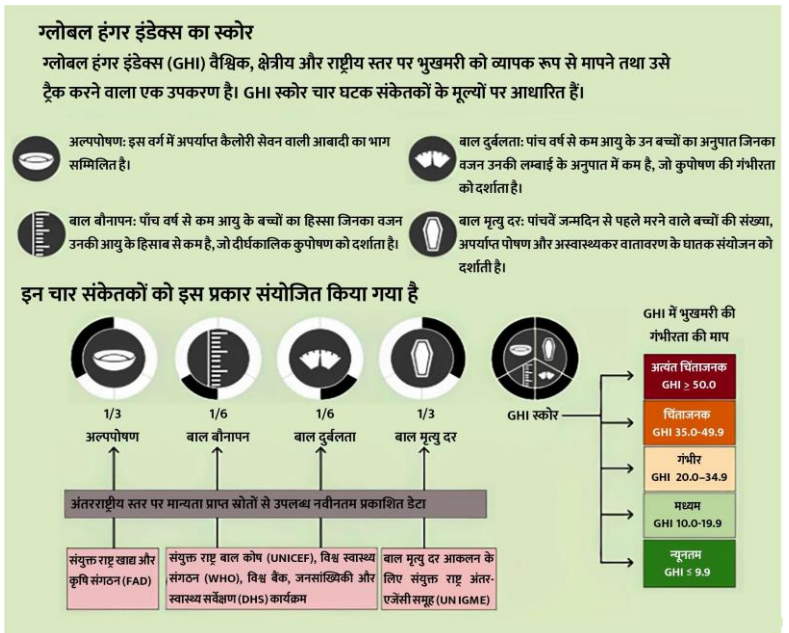 ग्लोबल हंगर इंडेक्स का स्कोर
ग्लोबल हंगर इंडेक्स (GHI) वैश्विक, क्षेत्रीय और राष्ट्रीय स्तर पर भुखमरी को व्यापक रूप से मापने तथा उसे
ट्रैक करने वाला एक उपकरण है। GHI स्कोर चार घटक संकेतकों के मूल्यों पर आधारित हैं।
अल्पपोषण: इस वर्ग में अपर्याप्त कैलोरी सेवन वाली आबादी का भाग
सम्मिलित है।
बाल दुर्बलता: पांच वर्ष से कम आयु के उन बच्चों का अनुपात जिनका
वजन उनकी लम्बाई के अनुपात में कम है, जो कुपोषण की गंभीरता
को दर्शाता है।
बाल बौनापन: पाँच वर्ष से कम आयु के बच्चों का हिस्सा जिनका वजन
उनकी आयु के हिसाब से कम है, जो दीर्घकालिक कुपोषण को दर्शाता है।
बाल मृत्यु दर: पांचवें जन्मदिन से पहले मरने वाले बच्चों की संख्या,
अपर्याप्त पोषण और अस्वास्थ्यकर वातावरण के घातक संयोजन को
दर्शाती है।
इन चार संकेतकों को इस प्रकार संयोजित किया गया है
1/3
अल्पपोषण
1/6
बाल बौनापन
1/6
बाल दुर्बलता
1/3
बाल मृत्यु दर
GHI स्कोर
अंतरराष्ट्रीय स्तर पर मान्यता प्राप्त स्रोतों से उपलब्ध नवीनतम प्रकाशित डेटा
संयुक्त राष्ट्र खाद्य और
कृषि संगठन (FAD)
संयुक्त राष्ट्र बाल कोष (UNICEF), विश्व स्वास्थ्य
संगठन (WHO), विश्व बैंक, जनसांख्यिकी और
स्वास्थ्य सर्वेक्षण (DHS) कार्यक्रम
बाल मृत्यु दर आकलन के
लिए संयुक्त राष्ट्र अंतर-
एजेंसी समूह (UN IGME)
GHI में भुखमरी की
गंभीरता की माप
अत्यंत चिंताजनक
GHI ≥ 50.0
चिंताजनक
GHI 35.0-49.9
गंभीर
GHI 20.0–34.9
मध्यम
GHI 10.0-19.9
न्यूनतम
GHI ≤ 9.9